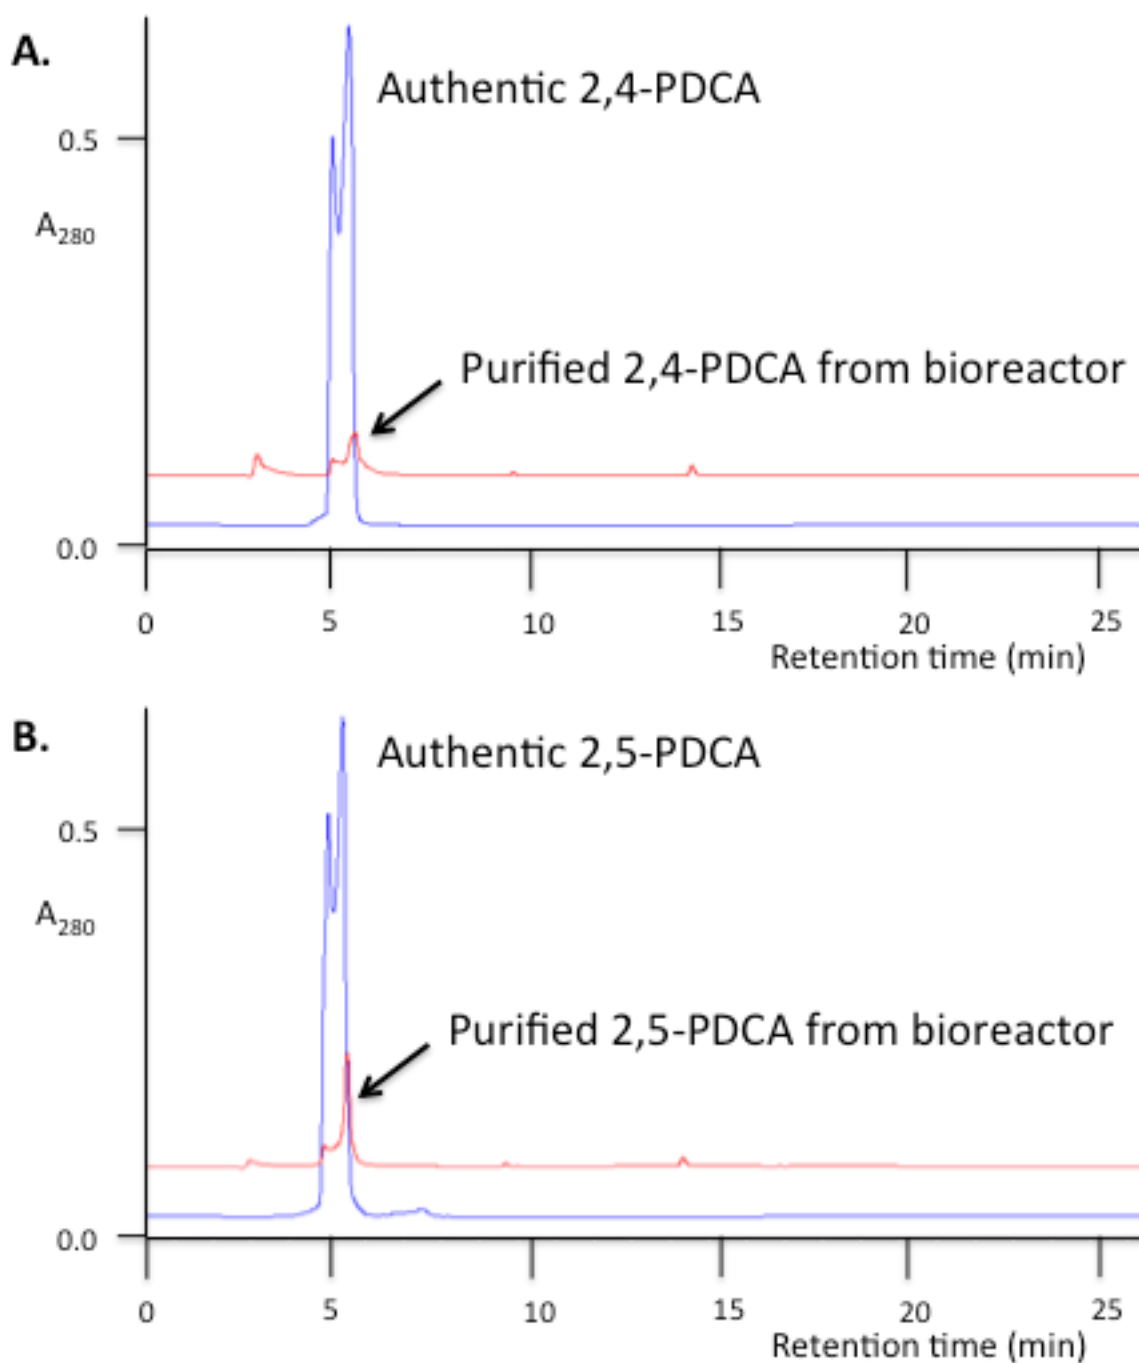 A.
Authentic 2,4-PDCA
0.5
A280
Purified 2,4-PDCA from bioreactor
0.0
0 5 10 15 20 25
Retention time (min)
B.
Authentic 2,5-PDCA
0.5
A280
Purified 2,5-PDCA from bioreactor
0.0
0 5 10 15 20 25
Retention time (min)